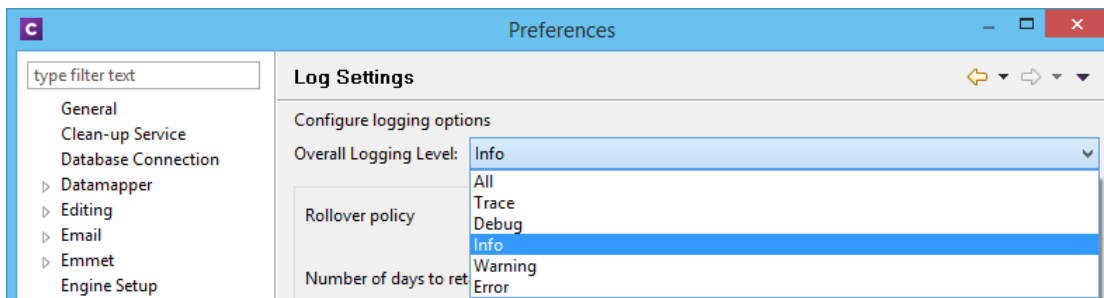 C
Preferences
type filter text
General
Clean-up Service
Database Connection
Datamapper
Editing
Email
Emmet
Engine Setup
Log Settings
Configure logging options
Overall Logging Level: Info
All
Trace
Debug
Info
Warning
Error
Rollover policy
Number of days to ret